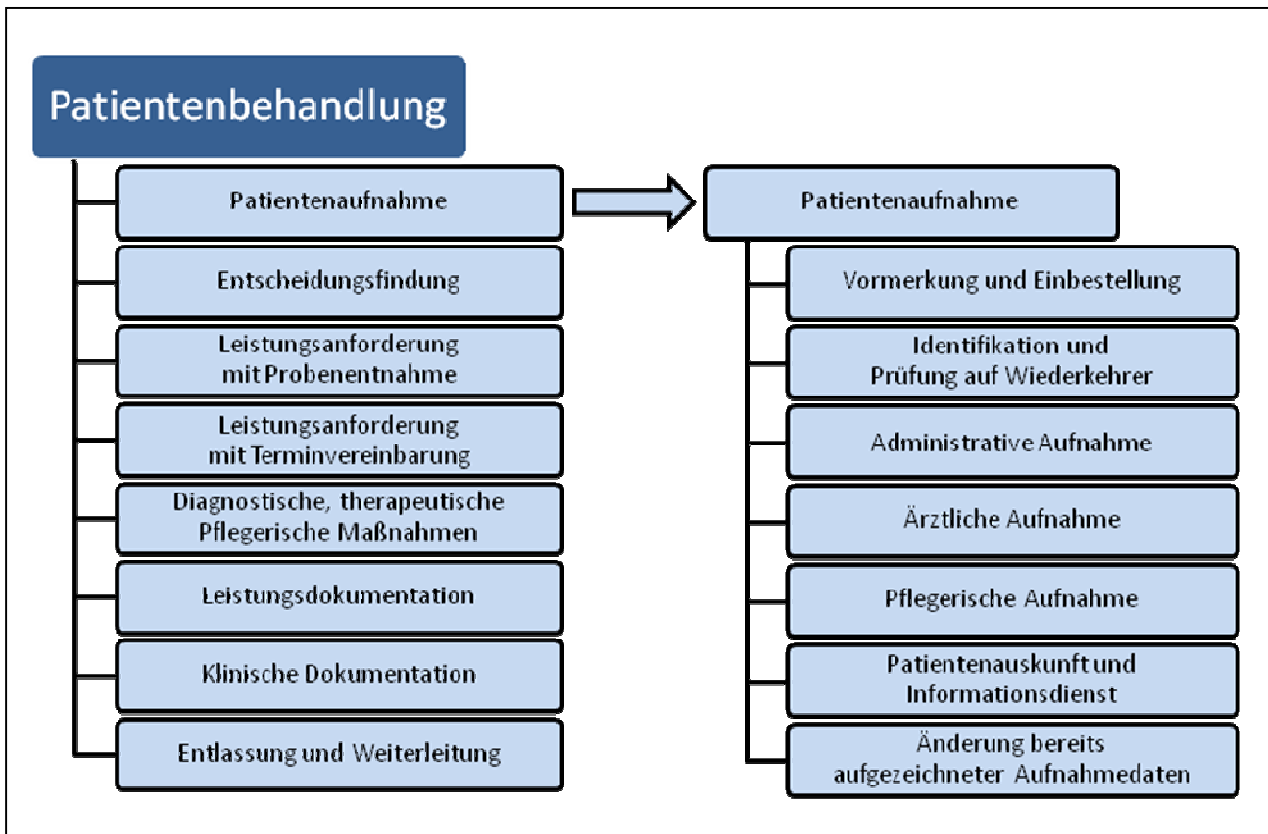 Patientenbehandlung
Patientenaufnahme
Entscheidungsfindung
Leistungsanforderung
mit Probenentnahme
Leistungsanforderung
mit Terminvereinbarung
Diagnostische, therapeutische
Pflegerische Maßnahmen
Leistungsdokumentation
Klinische Dokumentation
Entlassung und Weiterleitung
Patientenaufnahme
Vormerkung und Einbestellung
Identifikation und
Prüfung auf Wiederkehrer
Administrative Aufnahme
Ärztliche Aufnahme
Pflegerische Aufnahme
Patientenauskunft und
Informationsdienst
Änderung bereits
aufgezeichneter Aufnahmedaten